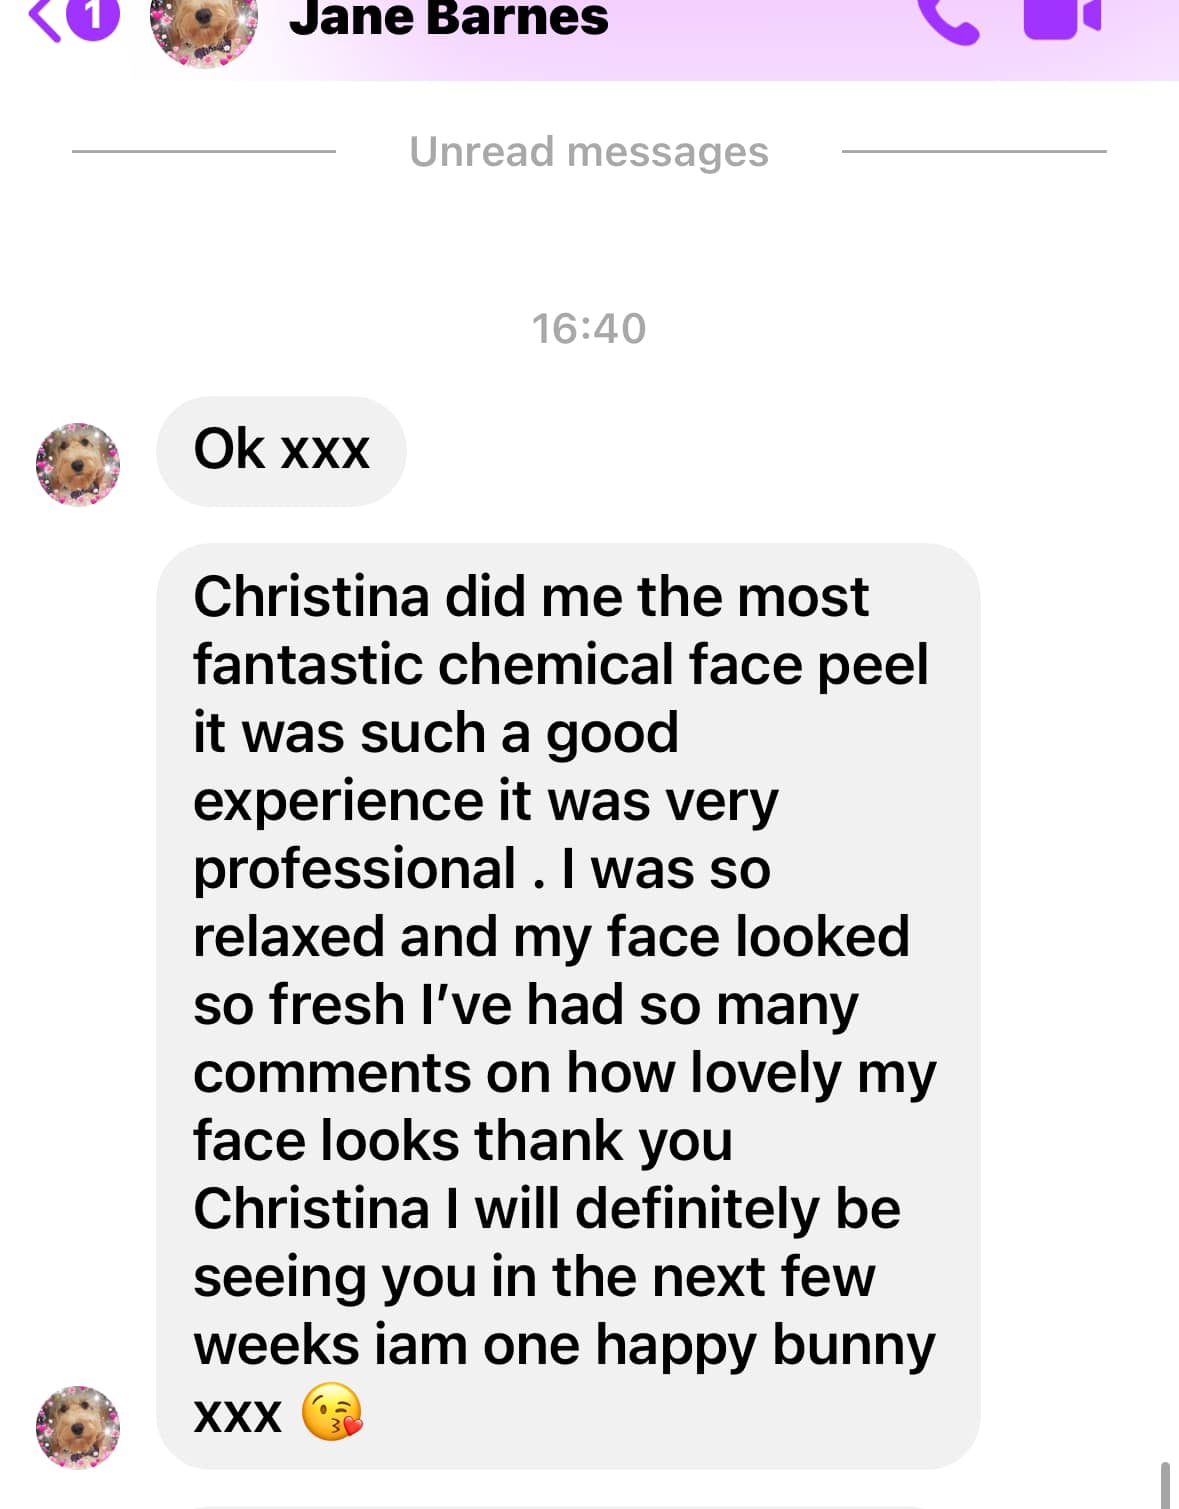 1
Jane Barnes
Unread messages
16:40
Ok xxx
Christina did me the most
fantastic chemical face peel
it was such a good
experience it was very
professional . I was so
relaxed and my face looked
so fresh I’ve had so many
comments on how lovely my
face looks thank you
Christina I will definitely be
seeing you in the next few
weeks iam one happy bunny
xxx 😘